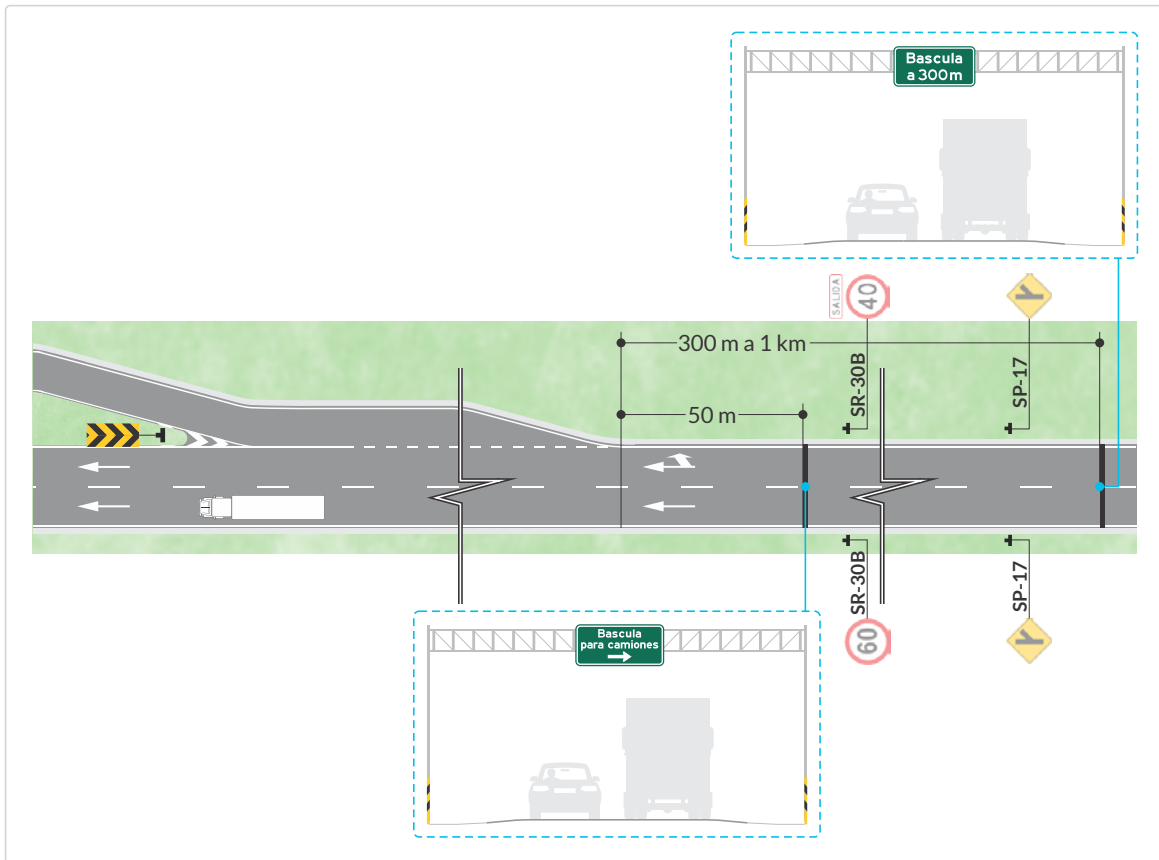 Bascula
a 300m
SALIDA
40
300 m a 1 km
SR-30B
SP-17
50 m
SR-30B
SP-17
60
Bascula
para camiones